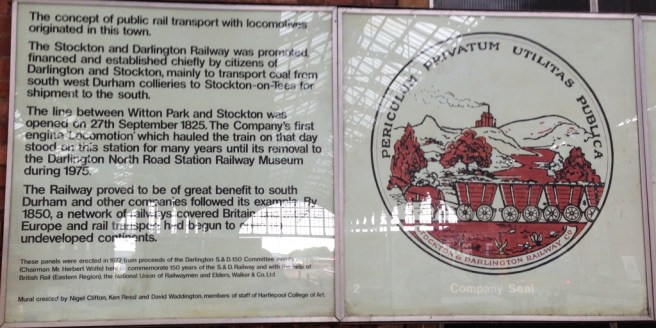 The concept of public rail transport with locomotives
originated in this town.
The Stockton and Darlington Railway was promoted,
financed and established chiefly by citizens of
Darlington and Stockton, mainly to transport coal from
south west Durham collieries to Stockton-on-Tees for
shipment to the south.
The line between Witton Park and Stockton was
opened on 27th September 1825. The Company's first
engine 'Locomotion' which hauled the train on that day
stood on this station for many years until its removal to
the Darlington North Road Station Railway Museum
during 1975.
The Railway proved to be of great benefit to south
Durham and other companies followed its example. By
1850, a network of railways covered Britain
Europe and rail transport had begun to
undeveloped continents.
These panels were erected in 1977 from proceeds of the Darlington S.& D.150 Committee
(Chairman Mr. Herbert Wolfe) to commemorate 150 years of the S.& D. Railway and with the help of
British Rail (Eastern Region), the National Union of Railwaymen and Elders, Walker & Co. Ltd.
Mural created by Nigel Clifton, Ken Reed and David Waddington, members of staff of Hartlepool College of Art.
PERICULUM PRIVATUM UTILITAS PUBLICA
STOCKTON & DARLINGTON RAILWAY CO
2 Company Seal